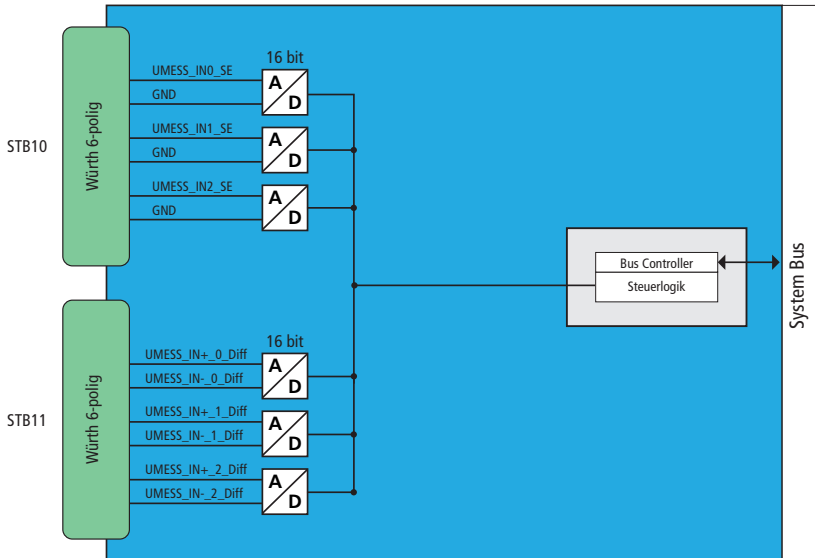 16 bit
STB10
Würth 6-polig
UMESS_IN0_SE
GND
A
D
UMESS_IN1_SE
GND
A
D
UMESS_IN2_SE
GND
A
D
Bus Controller
Steuerlogik
System Bus
16 bit
STB11
Würth 6-polig
UMESS_IN+_0_Diff
UMESS_IN-_0_Diff
A
D
UMESS_IN+_1_Diff
UMESS_IN-_1_Diff
A
D
UMESS_IN+_2_Diff
UMESS_IN-_2_Diff
A
D